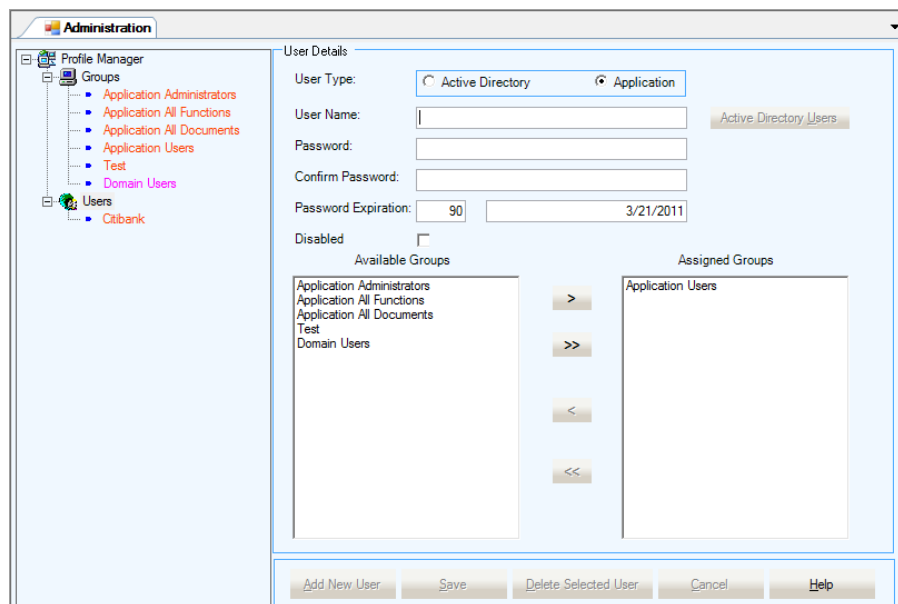 Administration
Profile Manager
Groups
Application Administrators
Application All Functions
Application All Documents
Application Users
Test
Domain Users
Users
Citibank
User Details
User Type:
Active Directory
Application
User Name:
Active Directory Users
Password:
Confirm Password:
Password Expiration:
90
3/21/2011
Disabled
Available Groups
Application Administrators
Application All Functions
Application All Documents
Test
Domain Users
>
>>
<
<<
Assigned Groups
Application Users
Add New User
Save
Delete Selected User
Cancel
Help